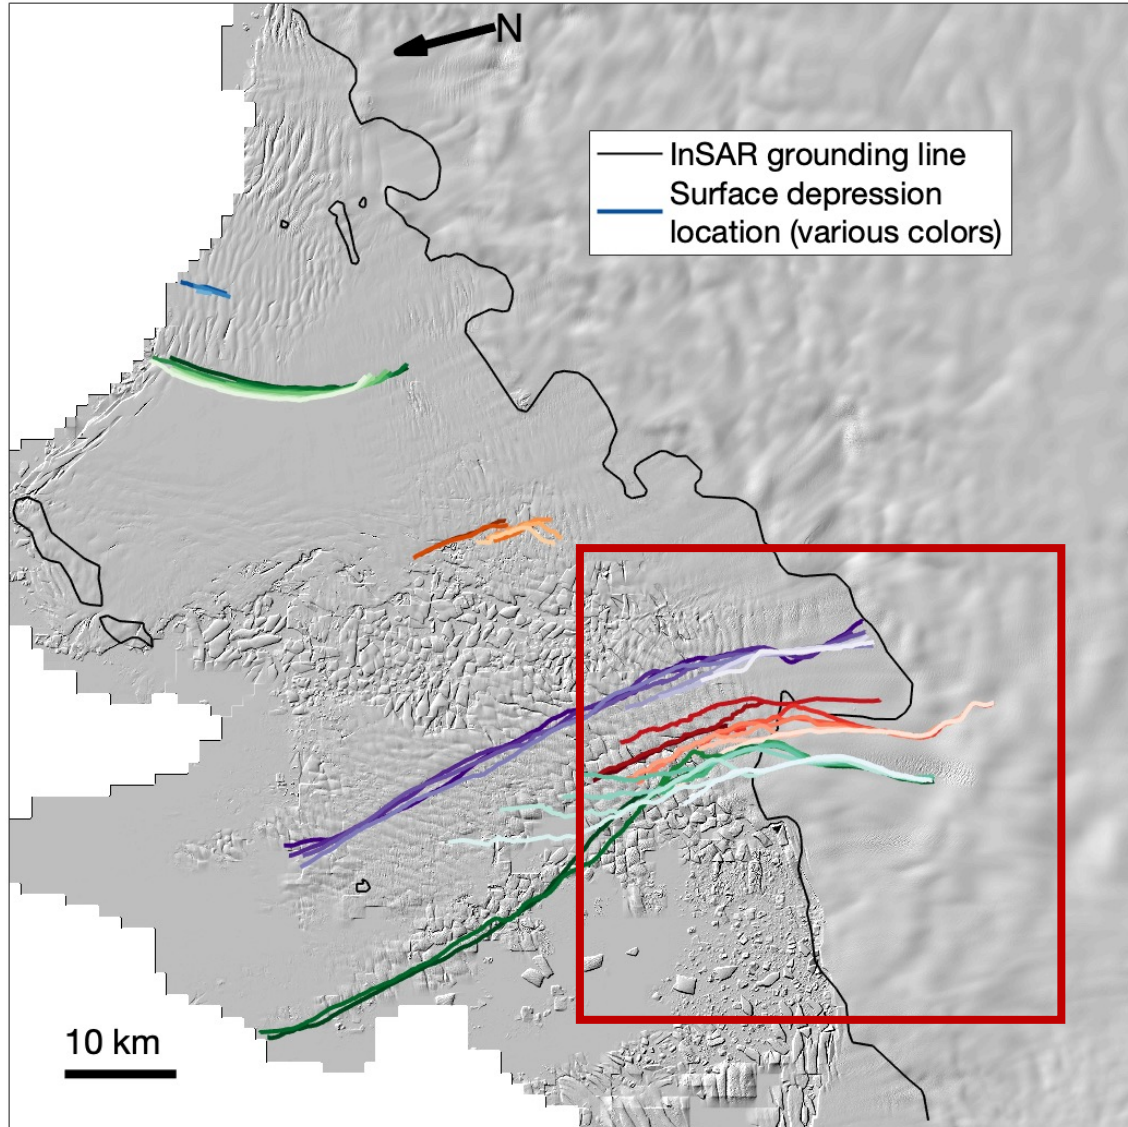 N
InSAR grounding line
Surface depression
location (various colors)
10 km